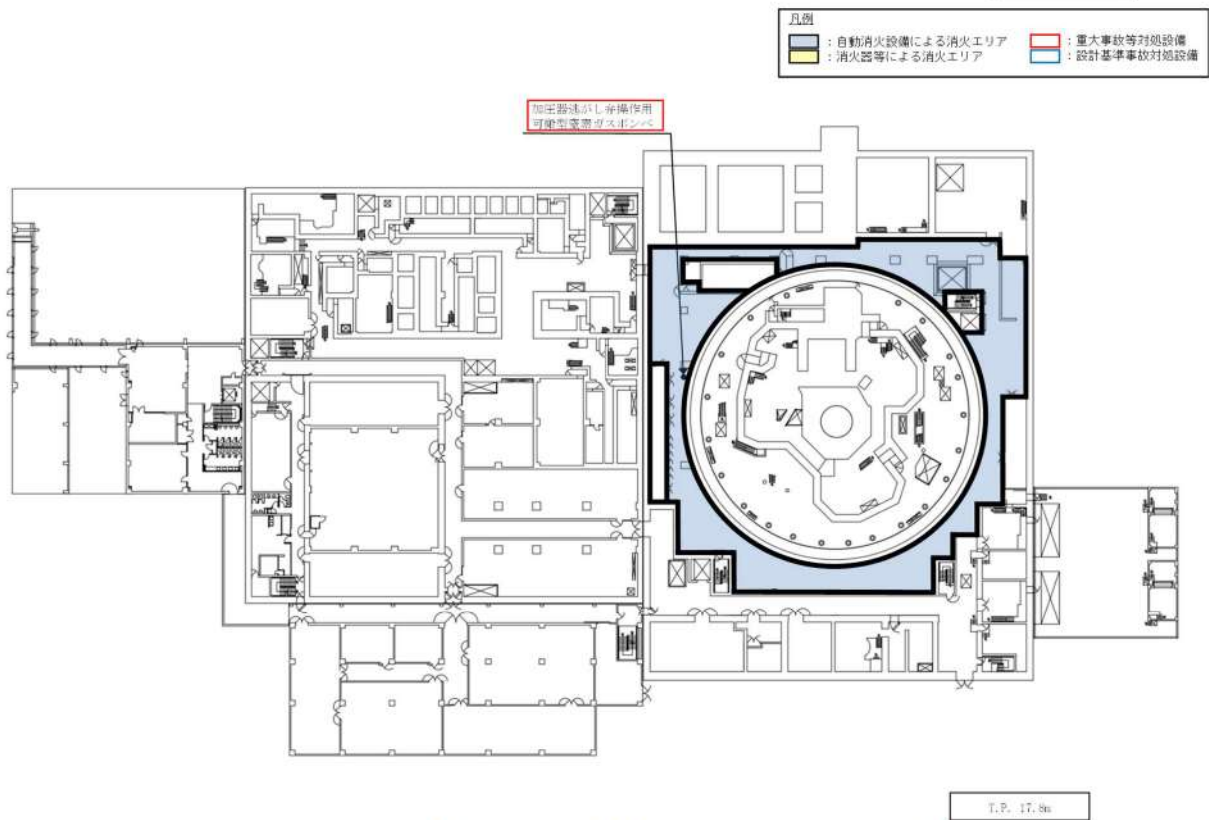 凡例
：自動消火設備による消火エリア
：消火器等による消火エリア
：重大事故等対処設備
：設計基準事故対処設備
加圧器逃がし弁操作用
可搬型窒素ガスボンベ
T.P. 17.8m